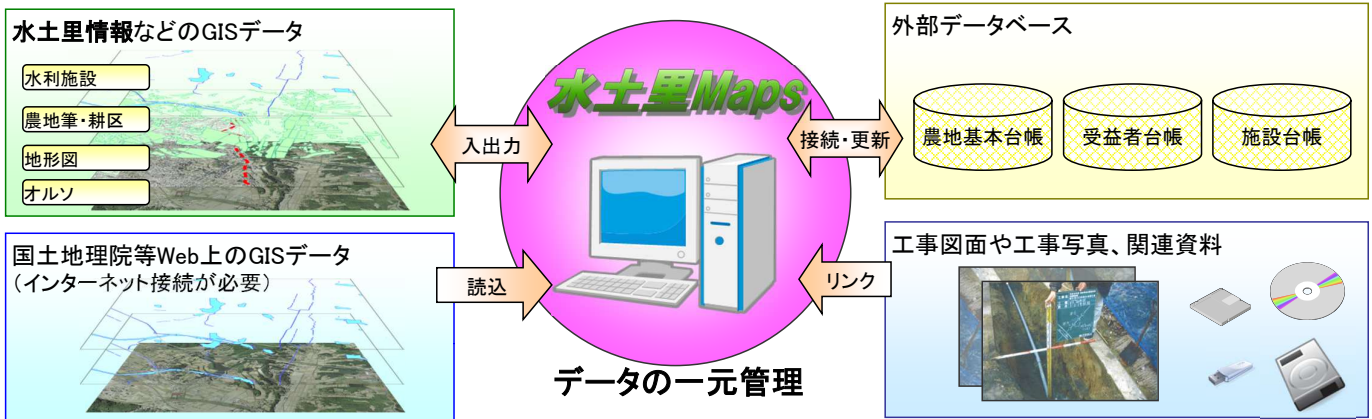 水土里情報などのGISデータ
水利施設
農地筆・耕区
地形図
オルソ
入出力
水土里Maps
接続・更新
外部データベース
農地基本台帳
受益者台帳
施設台帳
国土地理院等Web上のGISデータ
（インターネット接続が必要）
読込
データの一元管理
リンク
工事図面や工事写真、関連資料